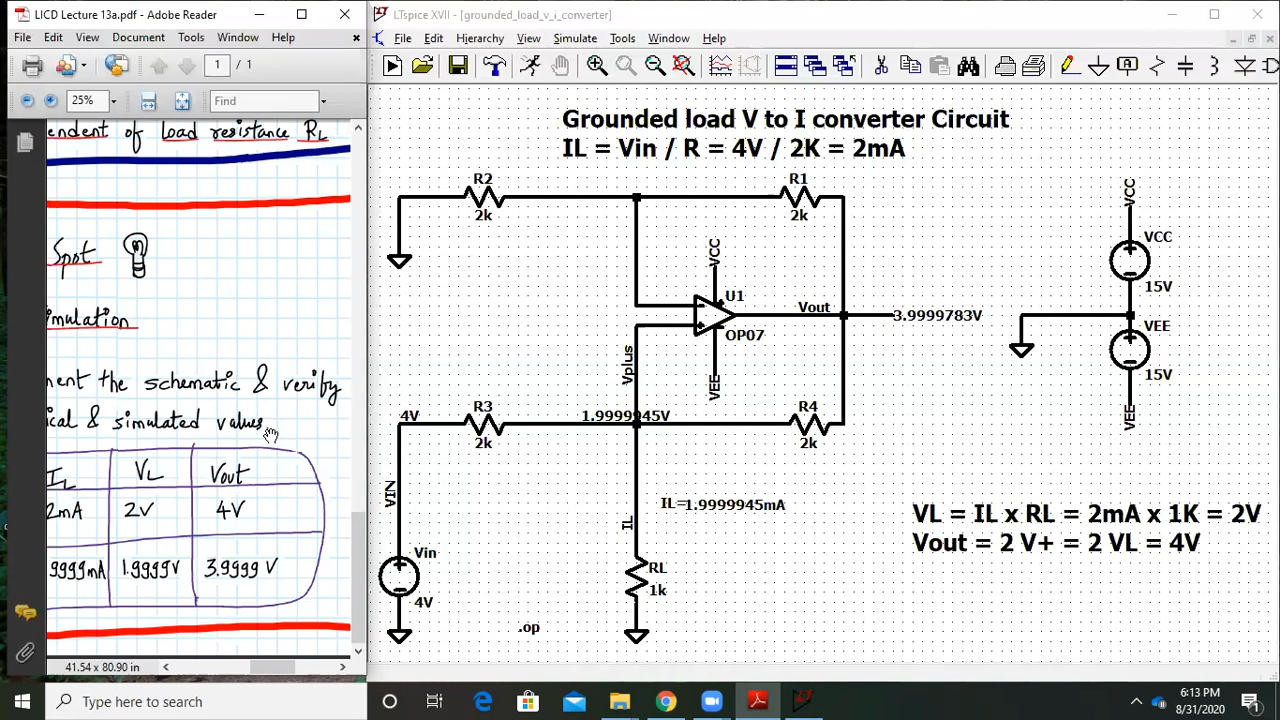 LICD Lecture 13a.pdf - Adobe Reader
File Edit View Document Tools Window Help
1 / 1
25% Find
endent of Load resistance RL
Spot
mulation
ment the schematic & verify
ical & simulated values
IL VL Vout
2mA 2V 4V
9999mA 1.9999V 3.9999 V
41.54 x 80.90 in
LTspice XVII - [grounded_load_v_i_converter]
File Edit Hierarchy View Simulate Tools Window Help
Grounded load V to I converter Circuit
IL = Vin / R = 4V / 2K = 2mA
R2
2k
R1
2k
VCC
U1
OP07
VEE
Vout
3.9999783V
Vplus
4V
R3
2k
1.9999945V
R4
2k
VIN
IL
IL=1.9999945mA
Vin
4V
RL
1k
.op
VCC
VCC
15V
VEE
15V
VEE
VL = IL x RL = 2mA x 1K = 2V
Vout = 2 V+ = 2 VL = 4V
Type here to search
6:13 PM
8/31/2020